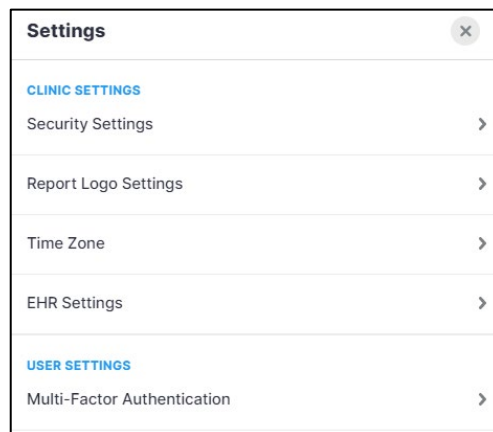 Settings
CLINIC SETTINGS
Security Settings
Report Logo Settings
Time Zone
EHR Settings
USER SETTINGS
Multi-Factor Authentication